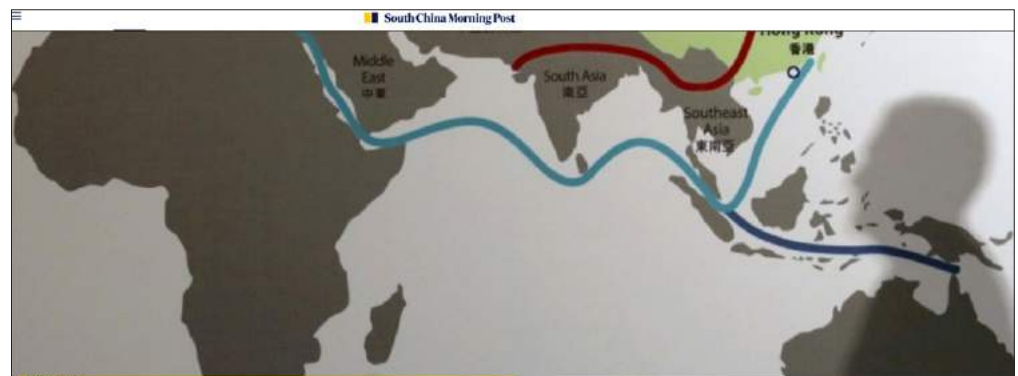 South China Morning Post
Hong Kong
香港
Middle
East
中東
South Asia
南亞
Southeast
Asia
東南亞